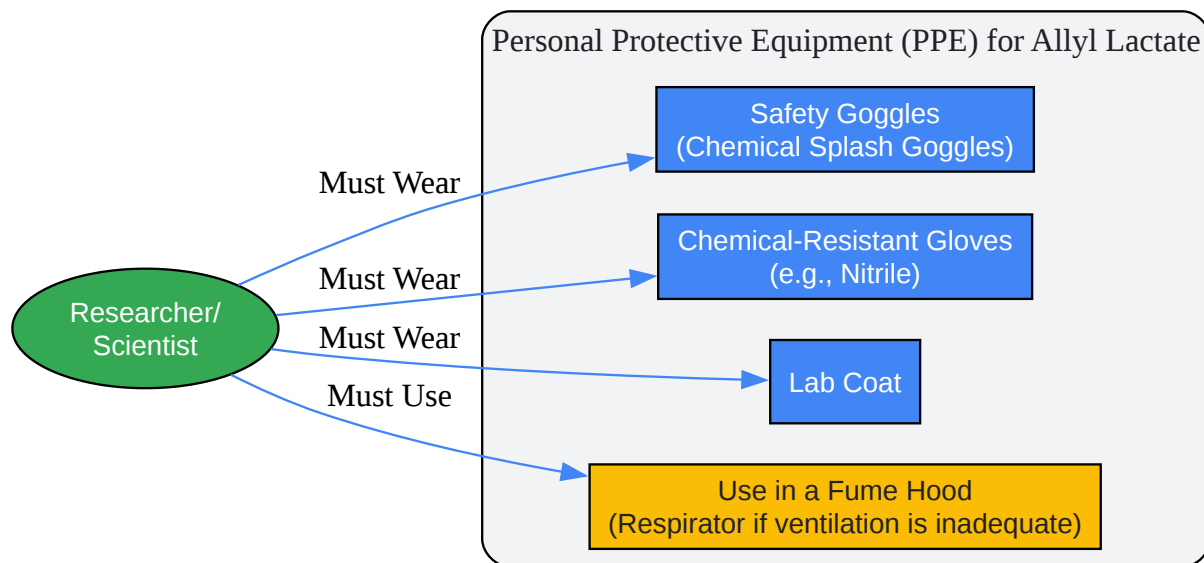 Personal Protective Equipment (PPE) for Allyl Lactate
Safety Goggles
(Chemical Splash Goggles)
Must Wear
Chemical-Resistant Gloves
(e.g., Nitrile)
Must Wear
Researcher/
Scientist
Must Wear
Lab Coat
Must Use
Use in a Fume Hood
(Respirator if ventilation is inadequate)